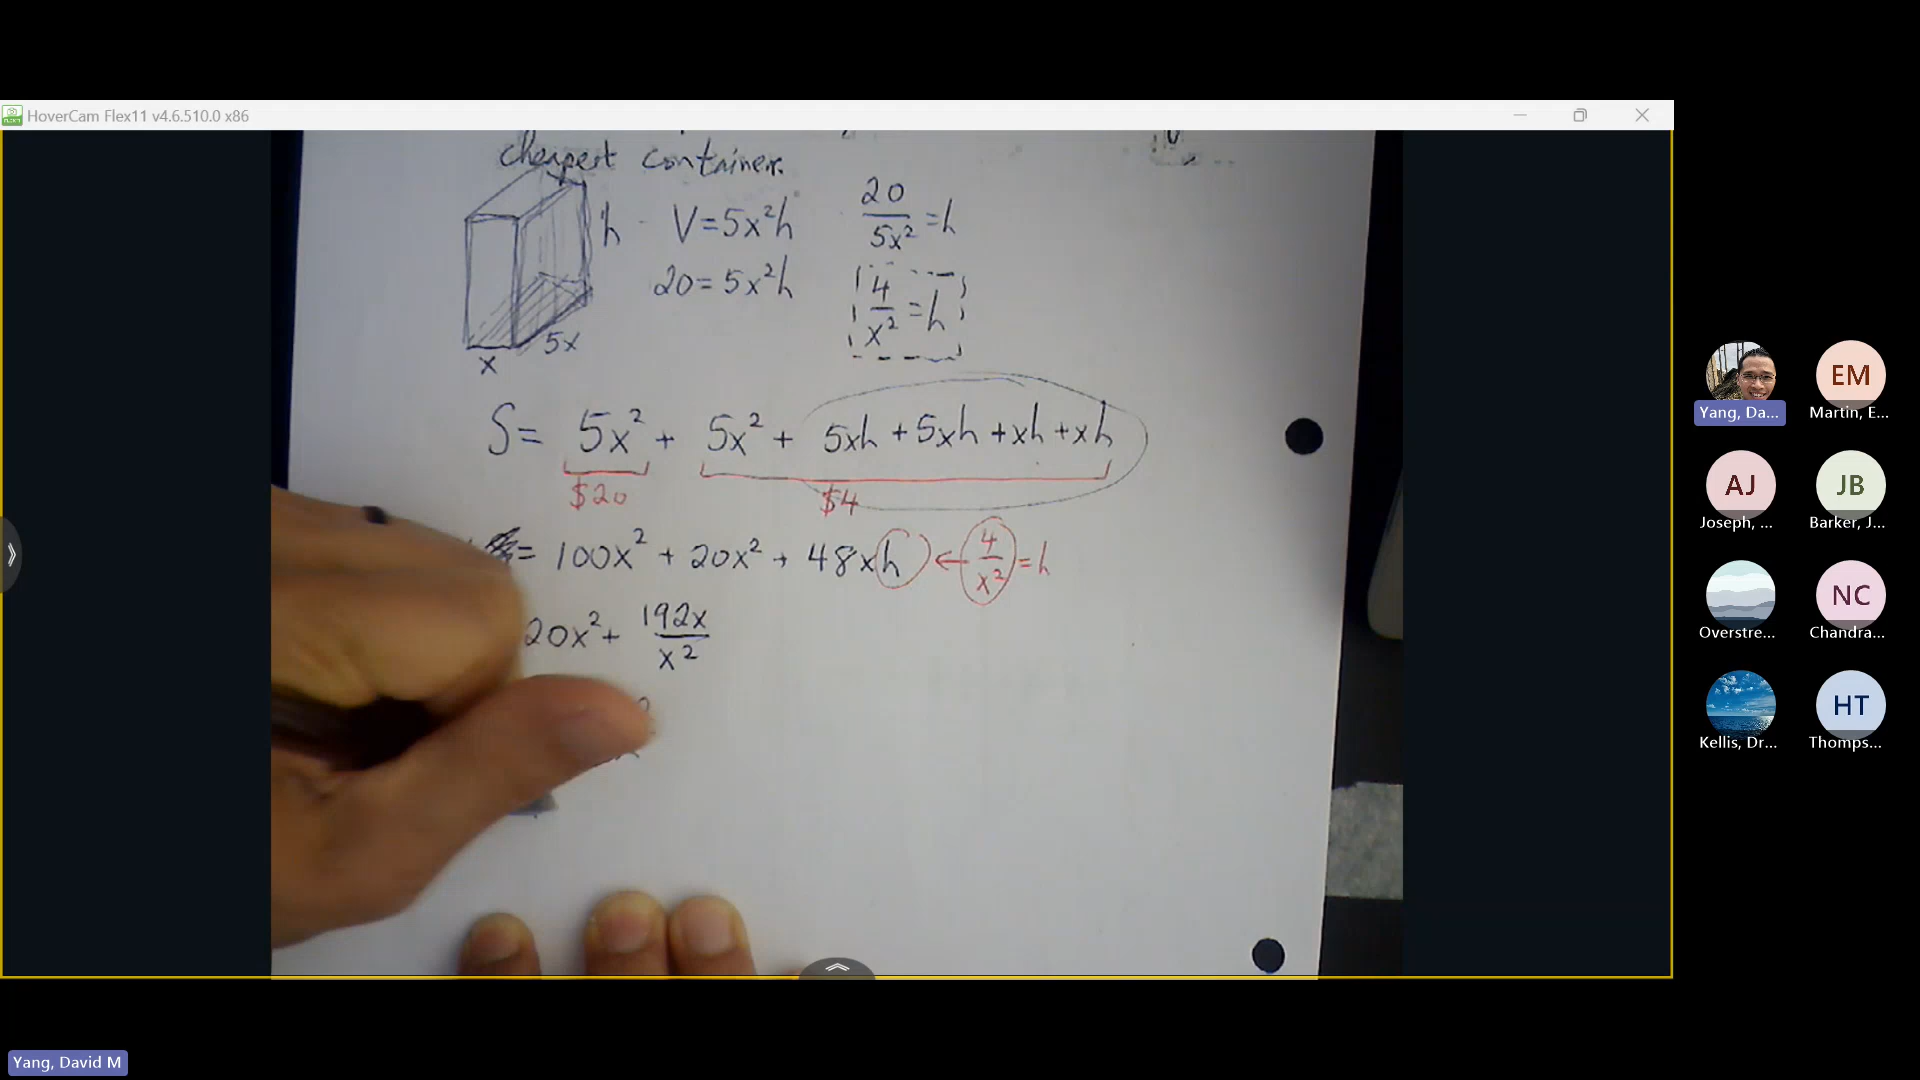 HoverCam Flex11 v4.6.510.0 x86
cheapest container.
h V=5x²h 20/5x² = h
20=5x²h 4/x² = h
x 5x
S= 5x² + 5x² + 5xh + 5xh + xh + xh
$20 $4
= 100x² + 20x² + 48xh ← 4/x² = h
20x² + 192x/x²
Yang, Da...
EM
Martin, E...
AJ
Joseph, ...
JB
Barker, J...
Overstre...
NC
Chandra...
Kellis, Dr...
HT
Thomps...
Yang, David M